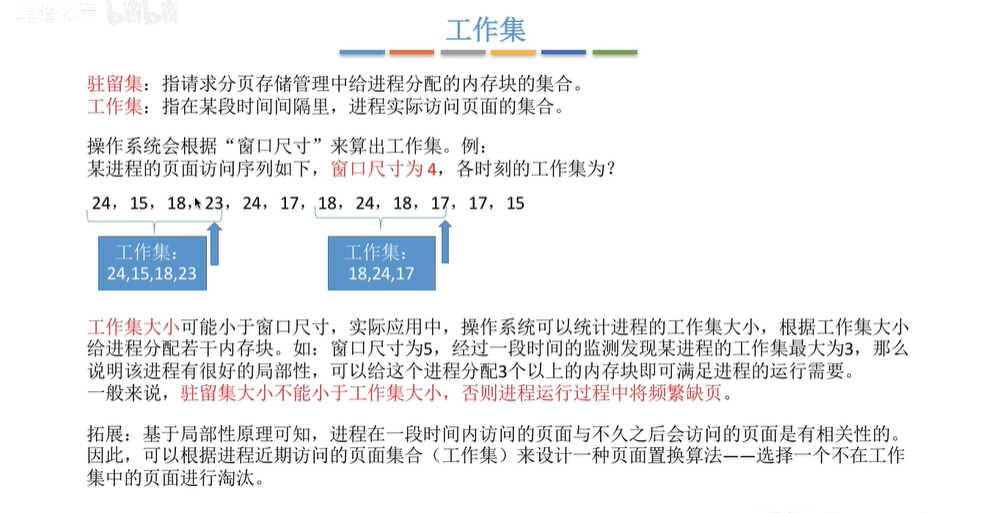 bilibili
工作集
驻留集：指请求分页存储管理中给进程分配的内存块的集合。
工作集：指在某段时间间隔里，进程实际访问页面的集合。
操作系统会根据“窗口尺寸”来算出工作集。例：
某进程的页面访问序列如下，窗口尺寸为 4，各时刻的工作集为？
24，15，18，23，24，17，18，24，18，17，17，15
工作集：
24,15,18,23
工作集：
18,24,17
工作集大小可能小于窗口尺寸，实际应用中，操作系统可以统计进程的工作集大小，根据工作集大小
给进程分配若干内存块。如：窗口尺寸为5，经过一段时间的监测发现某进程的工作集最大为3，那么
说明该进程有很好的局部性，可以给这个进程分配3个以上的内存块即可满足进程的运行需要。
一般来说，驻留集大小不能小于工作集大小，否则进程运行过程中将频繁缺页。
拓展：基于局部性原理可知，进程在一段时间内访问的页面与不久之后会访问的页面是有相关性的。
因此，可以根据进程近期访问的页面集合（工作集）来设计一种页面置换算法——选择一个不在工作
集中的页面进行淘汰。